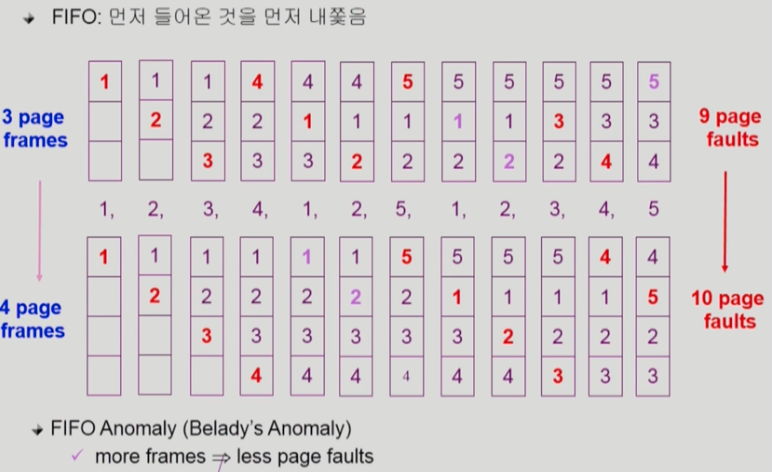 FIFO: 먼저 들어온 것을 먼저 내쫓음
1 1 1 4 4 4 5 5 5 5 5 5
3 page frames
2 2 2 1 1 1 1 1 3 3 3
9 page faults
3 3 3 2 2 2 2 2 4 4
1, 2, 3, 4, 1, 2, 5, 1, 2, 3, 4, 5
1 1 1 1 1 1 5 5 5 5 4 4
2 2 2 2 2 2 1 1 1 1 5
4 page frames
10 page faults
3 3 3 3 3 3 2 2 2 2
4 4 4 4 4 4 3 3 3
FIFO Anomaly (Belady's Anomaly)
✓ more frames ⇏ less page faults